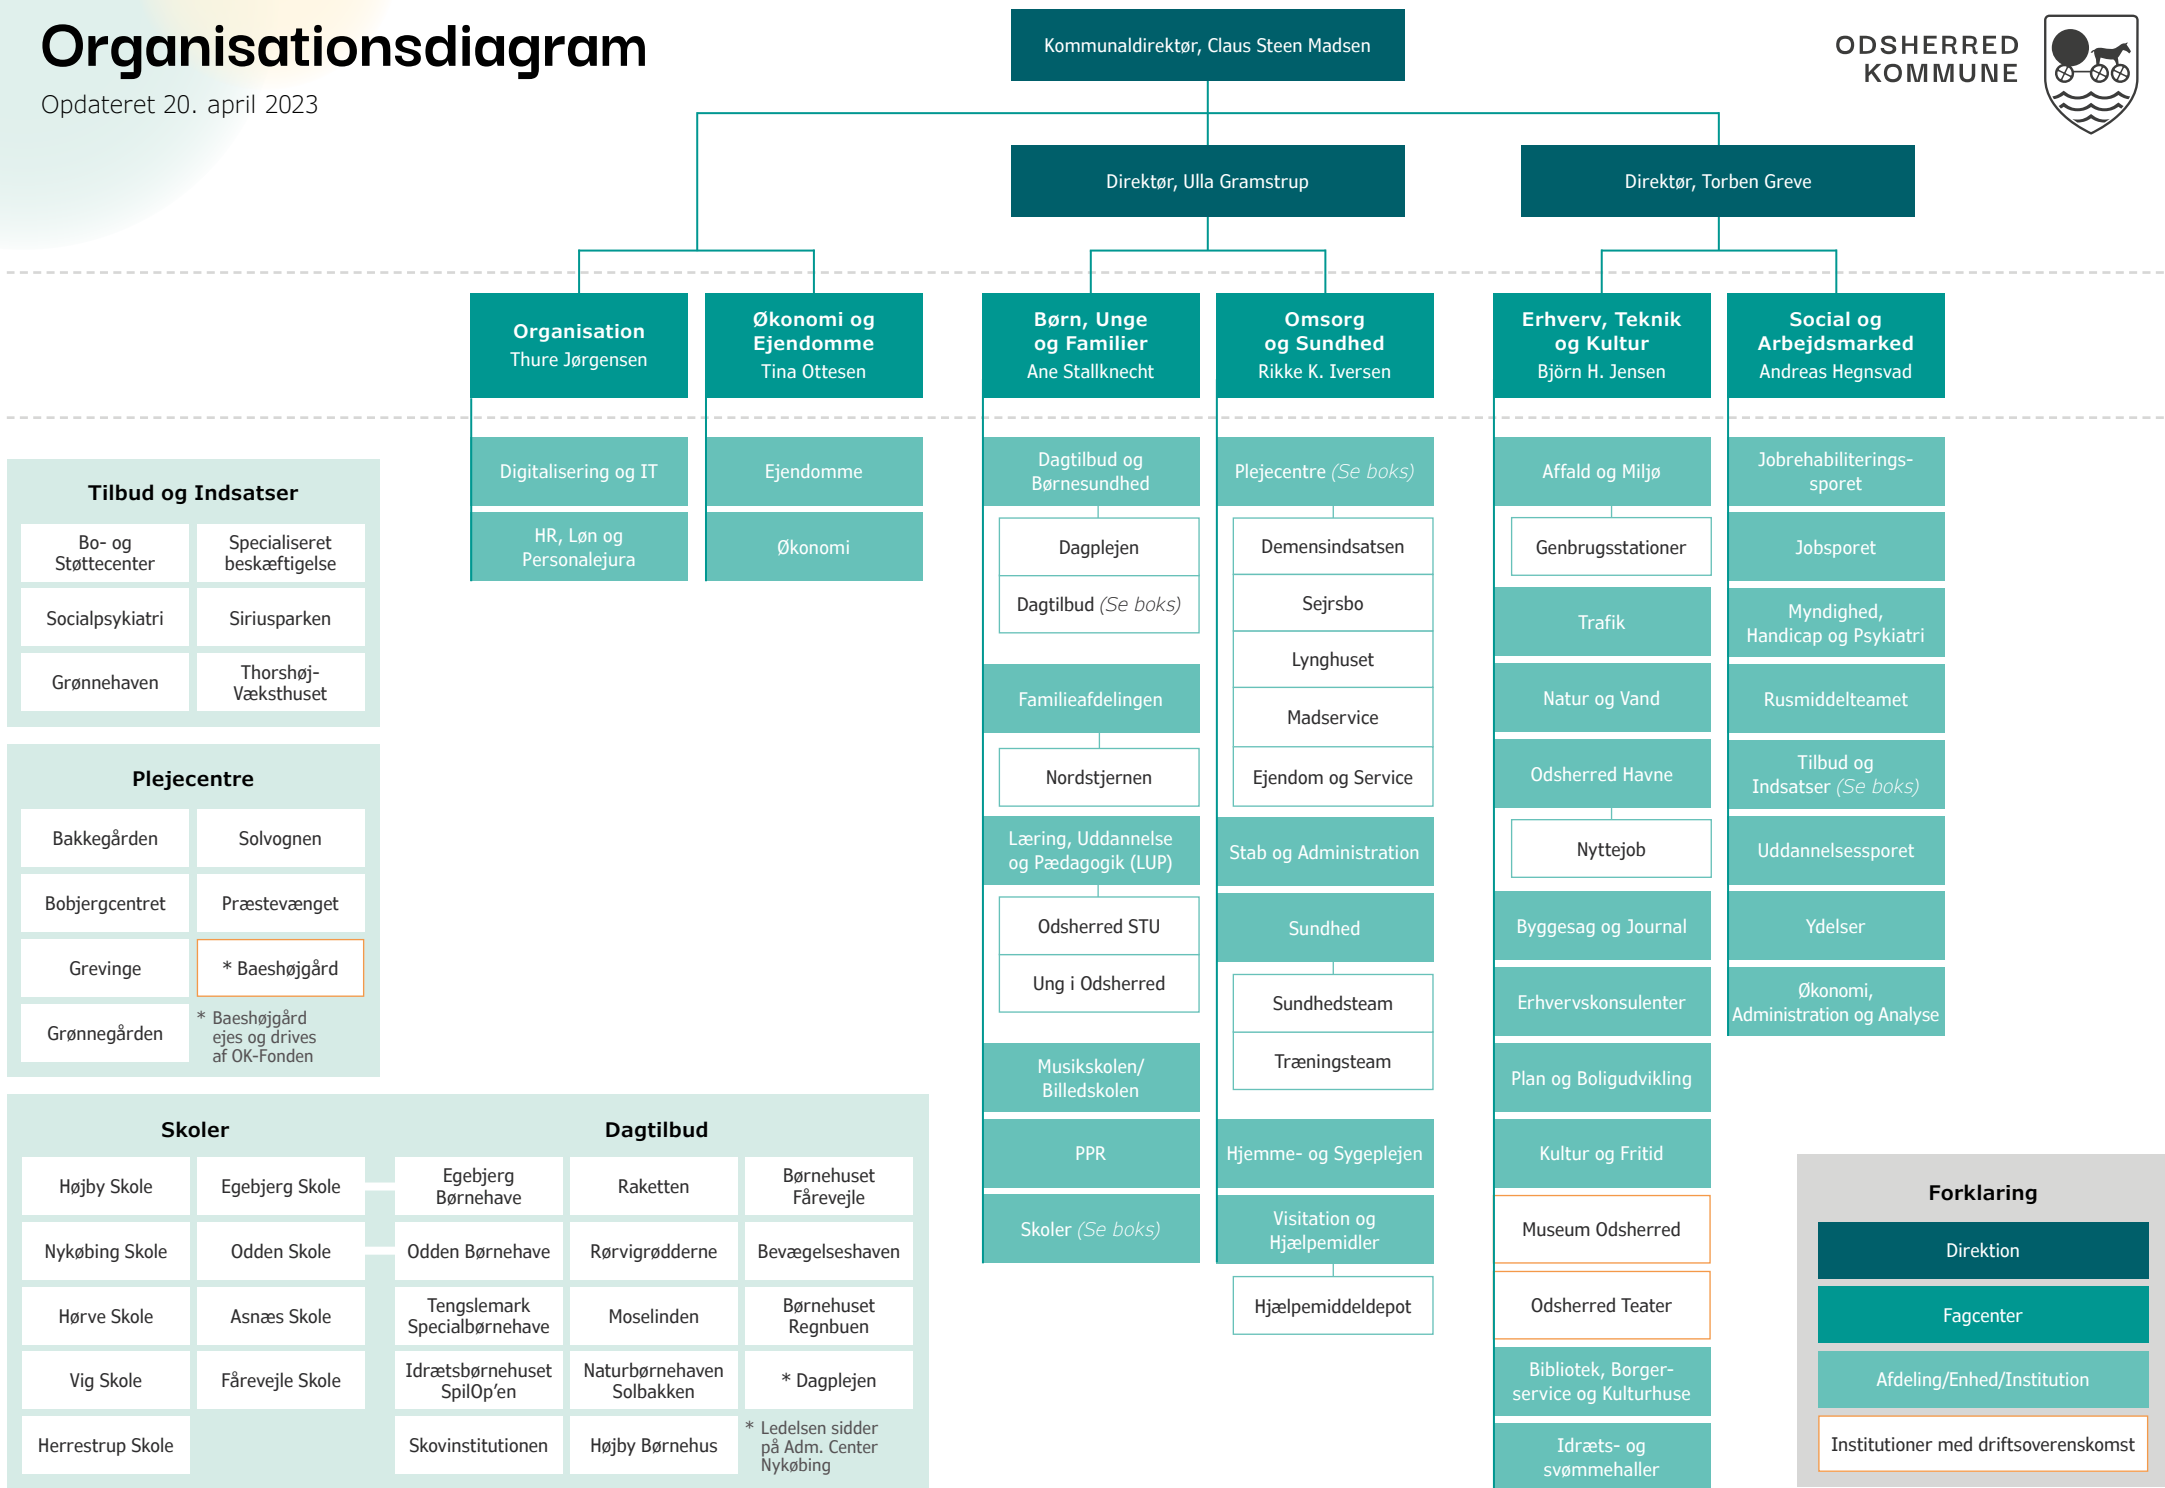 Organisationsdiagram
Opdateret 20. april 2023
ODSHERRED
KOMMUNE
Kommunaldirektør, Claus Steen Madsen
Direktør, Ulla Gramstrup
Direktør, Torben Greve
Organisation
Thure Jørgensen
Økonomi og
Ejendomme
Tina Ottesen
Børn, Unge
og Familier
Ane Stallknecht
Omsorg
og Sundhed
Rikke K. Iversen
Erhverv, Teknik
og Kultur
Björn H. Jensen
Social og
Arbejdsmarked
Andreas Hegnsvad
Digitalisering og IT
HR, Løn og
Personalejura
Ejendomme
Økonomi
Dagtilbud og
Børnesundhed
Dagplejen
Dagtilbud (Se boks)
Familieafdelingen
Nordstjernen
Læring, Uddannelse
og Pædagogik (LUP)
Odsherred STU
Ung i Odsherred
Musikskolen/
Billedskolen
PPR
Skoler (Se boks)
Plejecentre (Se boks)
Demensindsatsen
Sejrsbo
Lynghuset
Madservice
Ejendom og Service
Stab og Administration
Sundhed
Sundhedsteam
Træningsteam
Hjemme- og Sygeplejen
Visitation og
Hjælpemidler
Hjælpemiddeldepot
Affald og Miljø
Genbrugsstationer
Trafik
Natur og Vand
Odsherred Havne
Nyttejob
Byggesag og Journal
Erhvervskonsulenter
Plan og Boligudvikling
Kultur og Fritid
Museum Odsherred
Odsherred Teater
Bibliotek, Borger-
service og Kulturhuse
Idræts- og
svømmehaller
Jobrehabiliterings-
sporet
Jobsporet
Myndighed,
Handicap og Psykiatri
Rusmiddelteamet
Tilbud og
Indsatser (Se boks)
Uddannelsessporet
Ydelser
Økonomi,
Administration og Analyse
Tilbud og Indsatser
Bo- og
Støttecenter
Specialiseret
beskæftigelse
Socialpsykiatri
Siriusparken
Grønnehaven
Thorshøj-
Væksthuset
Plejecentre
Bakkegården
Solvognen
Bobjergcentret
Præstevænget
Grevinge
* Baeshøjgård
Grønnegården
* Baeshøjgård
ejes og drives
af OK-Fonden
Skoler
Højby Skole
Egebjerg Skole
Nykøbing Skole
Odden Skole
Hørve Skole
Asnæs Skole
Vig Skole
Fårevejle Skole
Herrestrup Skole
Dagtilbud
Egebjerg
Børnehave
Raketten
Børnehuset
Fårevejle
Odden Børnehave
Rørvigrødderne
Bevægelseshaven
Tengslemark
Specialbørnehave
Moselinden
Børnehuset
Regnbuen
Idrætsbørnehuset
SpilOp'en
Naturbørnehaven
Solbakken
* Dagplejen
Skovinstitutionen
Højby Børnehus
* Ledelsen sidder
på Adm. Center
Nykøbing
Forklaring
Direktion
Fagcenter
Afdeling/Enhed/Institution
Institutioner med driftsoverenskomst